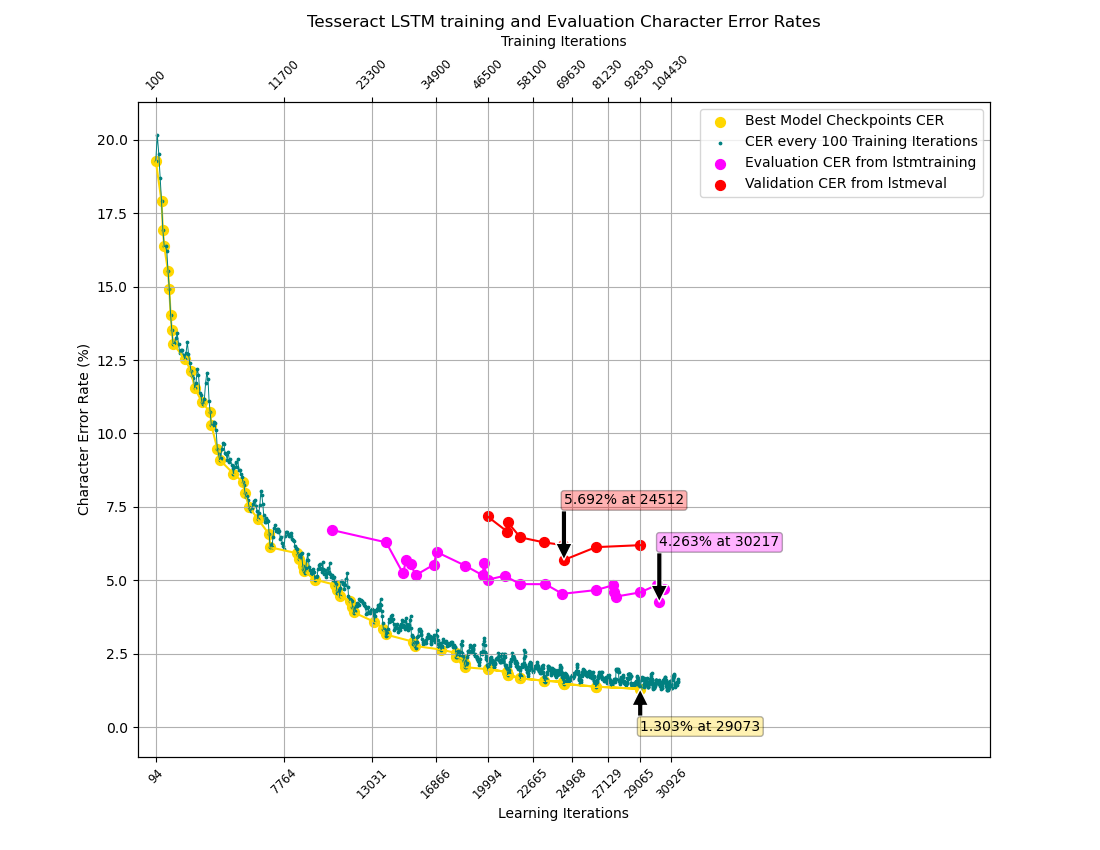 Tesseract LSTM training and Evaluation Character Error Rates
Training Iterations
100 11700 23300 34900 46500 58100 69630 81230 92830 104430
Best Model Checkpoints CER
CER every 100 Training Iterations
Evaluation CER from lstmtraining
Validation CER from lstmeval
Character Error Rate (%)
20.0
17.5
15.0
12.5
10.0
7.5
5.0
2.5
0.0
5.692% at 24512
4.263% at 30217
1.303% at 29073
94 7764 13031 16866 19994 22665 24968 27129 29065 30926
Learning Iterations